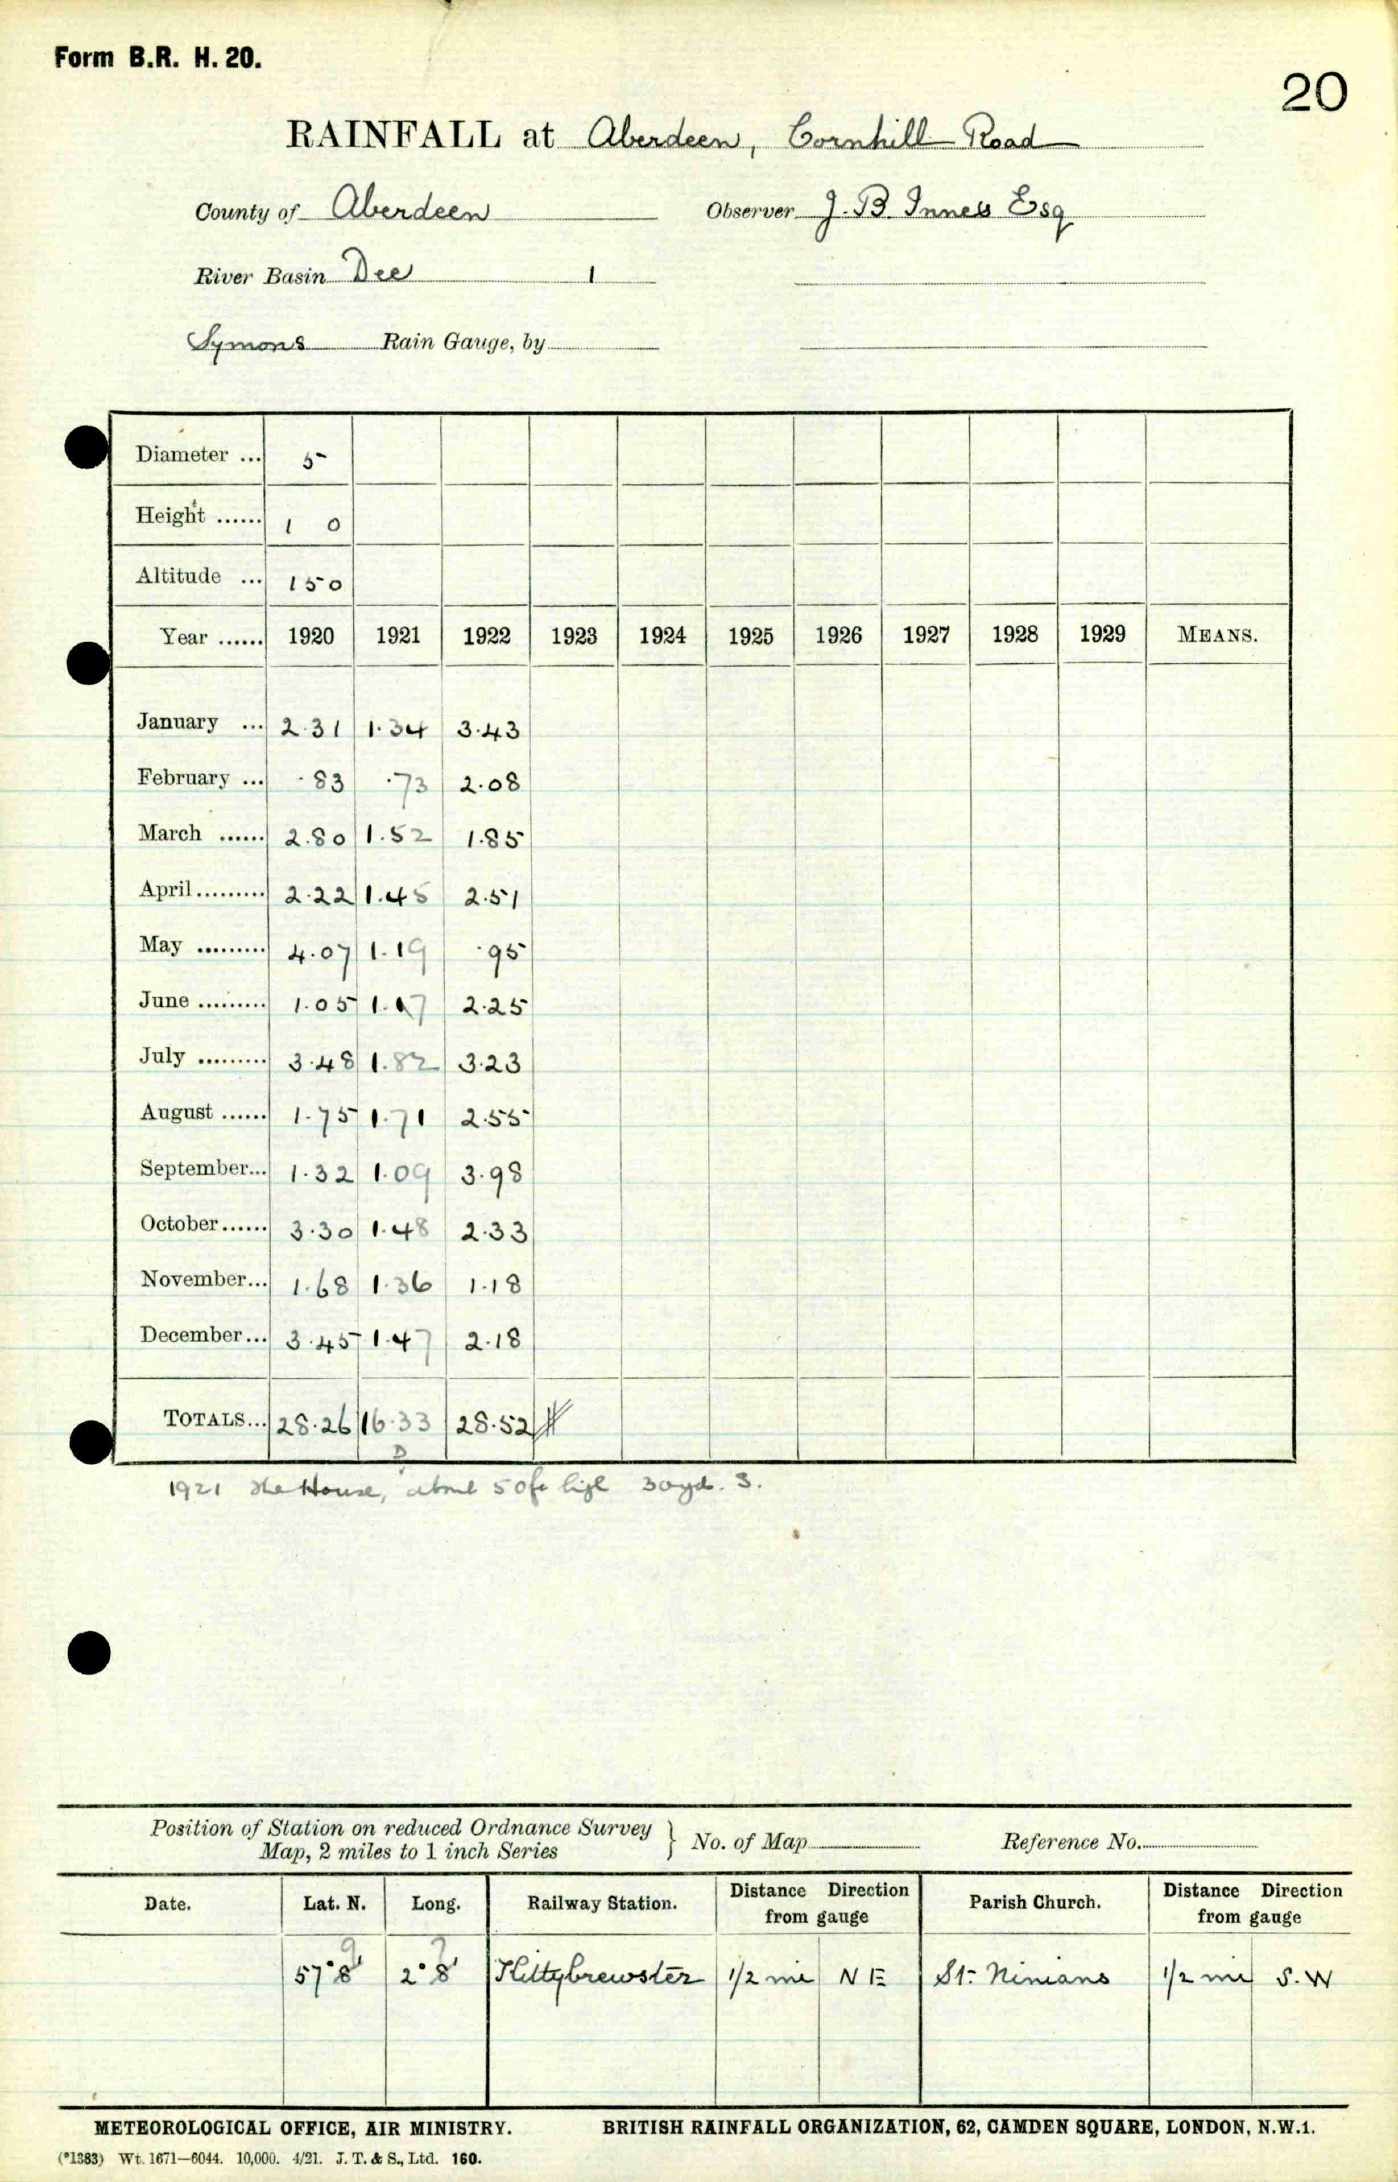 Form B.R. H. 20.
20
RAINFALL at Aberdeen, Cornhill Road
County of Aberdeen Observer J. B. Innes Esq
River Basin Dee 1
Symons Rain Gauge, by
Diameter ... 5
Height ...... 1 0
Altitude ... 150
Year ...... 1920 1921 1922 1923 1924 1925 1926 1927 1928 1929 MEANS.
January ... 2.31 1.34 3.43
February ... .83 .73 2.08
March ...... 2.80 1.52 1.85
April......... 2.22 1.45 2.51
May ......... 4.07 1.19 .95
June ......... 1.05 1.17 2.25
July ......... 3.48 1.82 3.23
August ...... 1.75 1.71 2.55
September... 1.32 1.09 3.98
October...... 3.30 1.48 2.33
November... 1.68 1.36 1.18
December... 3.45 1.47 2.18
TOTALS... 28.26 16.33 28.52
D
1921 The House, about 50ft high 30yd. S.
Position of Station on reduced Ordnance Survey
Map, 2 miles to 1 inch Series } No. of Map Reference No.
Date. Lat. N. Long. Railway Station. Distance Direction from gauge Parish Church. Distance Direction from gauge
9 7
57° 8' 2° 8' Kittybrewster 1/2 mi N E St. Ninians 1/2 mi S. W
METEOROLOGICAL OFFICE, AIR MINISTRY. BRITISH RAINFALL ORGANIZATION, 62, CAMDEN SQUARE, LONDON, N.W.1.
(*1383) Wt. 1671—6044. 10,000. 4/21. J. T. & S., Ltd. 160.